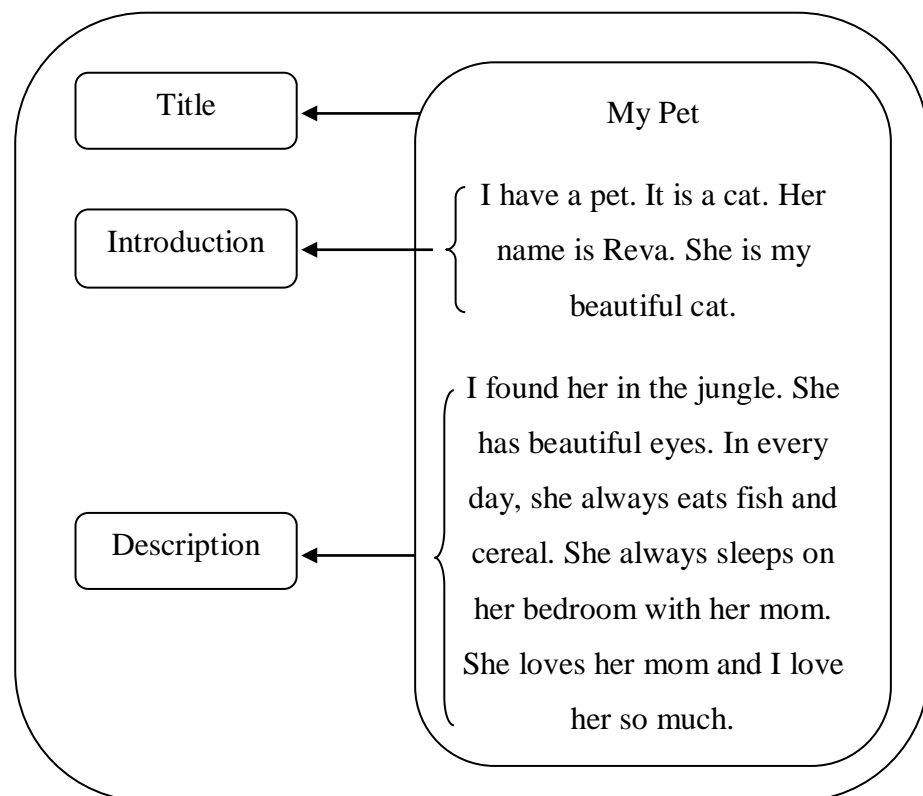 Title
My Pet
Introduction
I have a pet. It is a cat. Her
name is Reva. She is my
beautiful cat.
Description
I found her in the jungle. She
has beautiful eyes. In every
day, she always eats fish and
cereal. She always sleeps on
her bedroom with her mom.
She loves her mom and I love
her so much.